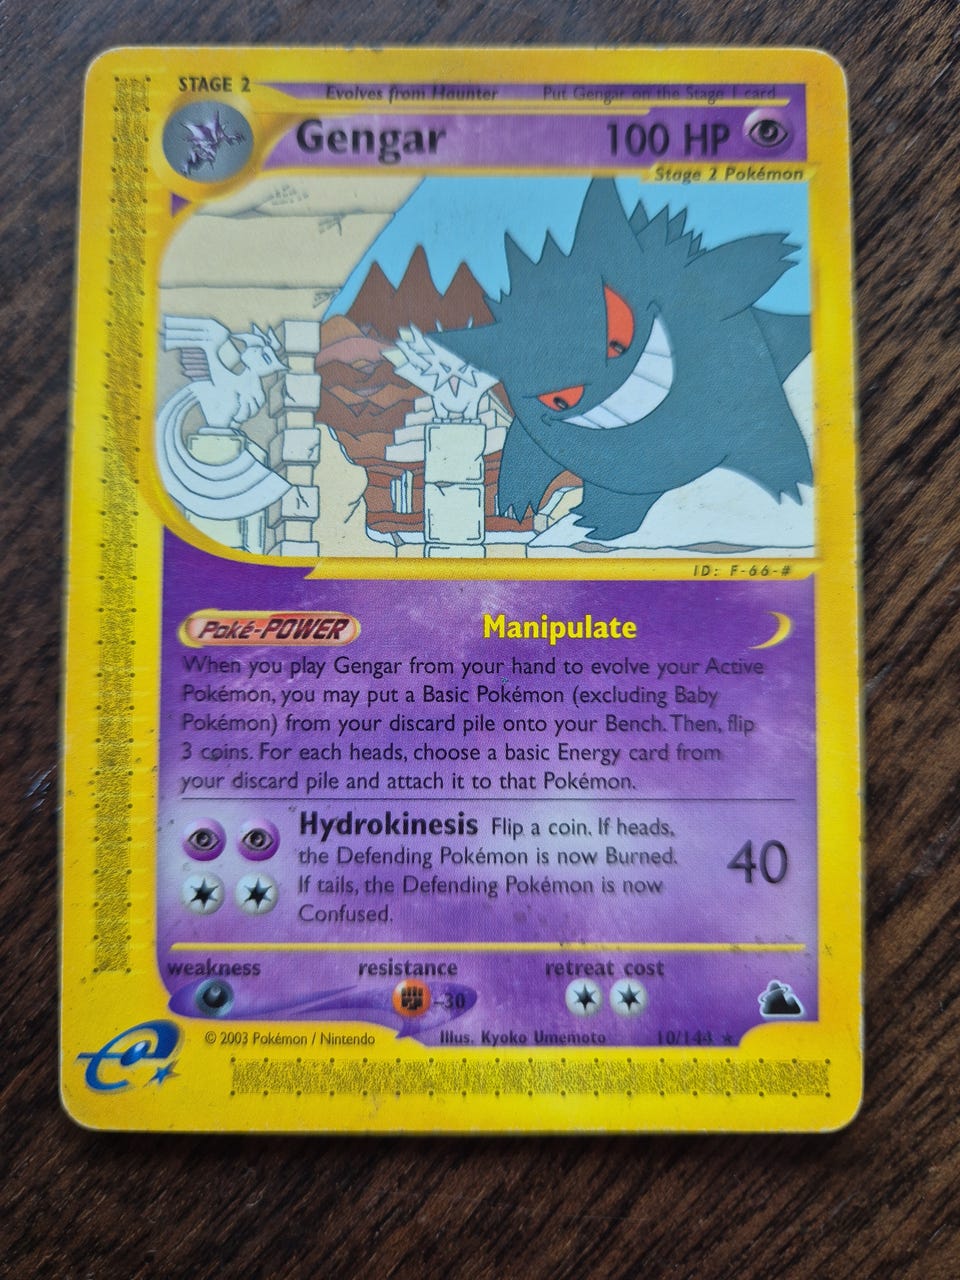 STAGE 2
Evolves from Haunter Put Gengar on the Stage 1 card
Gengar 100 HP
Stage 2 Pokémon
ID: F-66-#
Poké-POWER Manipulate
When you play Gengar from your hand to evolve your Active
Pokémon, you may put a Basic Pokémon (excluding Baby
Pokémon) from your discard pile onto your Bench. Then, flip
3 coins. For each heads, choose a basic Energy card from
your discard pile and attach it to that Pokémon.
Hydrokinesis Flip a coin. If heads,
the Defending Pokémon is now Burned.
If tails, the Defending Pokémon is now
Confused.
40
weakness resistance retreat cost
-30
© 2003 Pokémon / Nintendo Illus. Kyoko Umemoto 10/144 ★
e